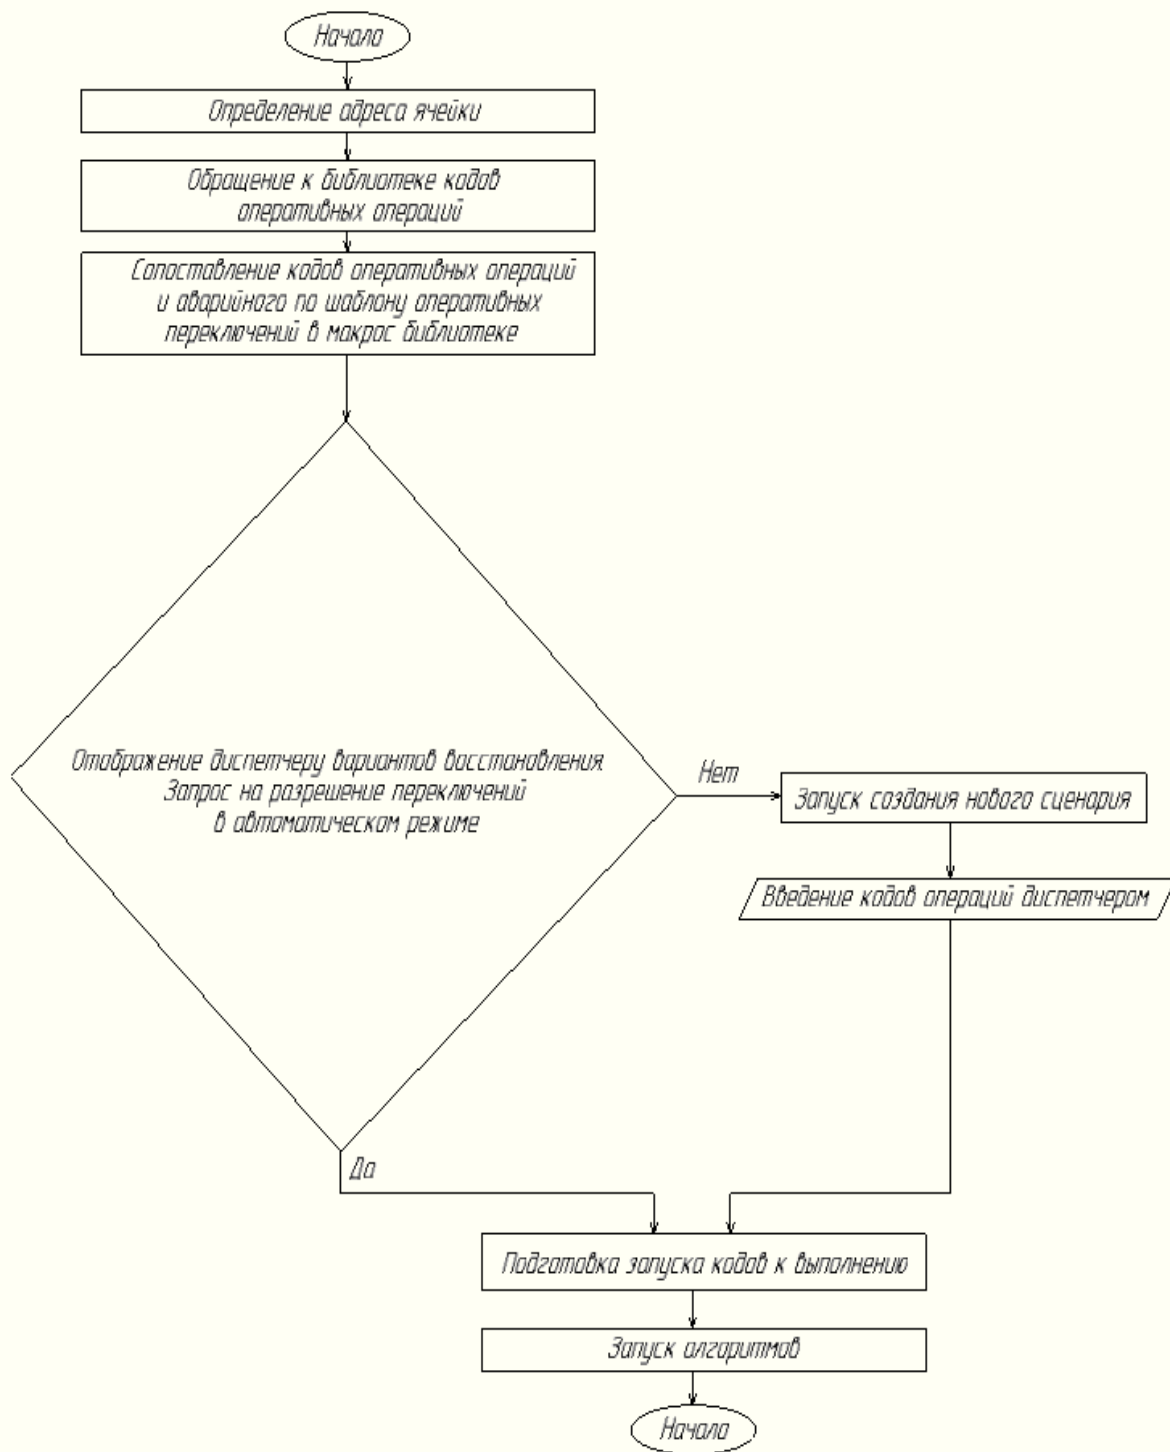 Начало
Определение адреса ячейки
Обращение к библиотеке кодов
оперативных операций
Сопоставление кодов оперативных операций
и аварийного по шаблону оперативных
переключений в макрос библиотеке
Отображение диспетчеру вариантов восстановления.
Запрос на разрешение переключений
в автоматическом режиме
Нет
Запуск создания нового сценария
Введение кодов операций диспетчером
Да
Подготовка запуска кодов к выполнению
Запуск алгоритмов
Начало